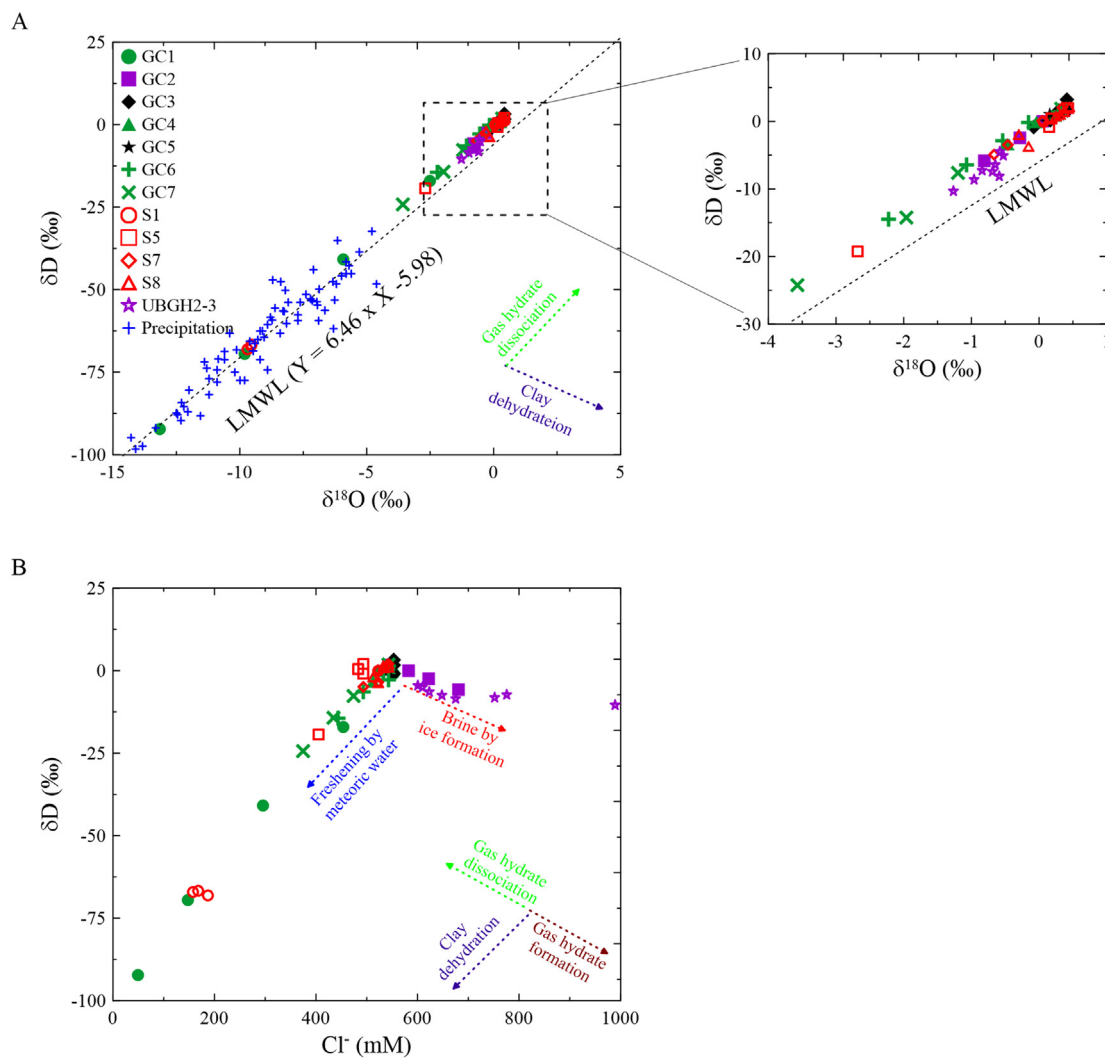 A
25
0
-25
-50
-75
-100
δD (‰)
GC1
GC2
GC3
GC4
GC5
GC6
GC7
S1
S5
S7
S8
UBGH2-3
Precipitation
LMWL (Y = 6.46 x X -5.98)
Gas hydrate
dissociation
Clay
dehydrateion
-15
-10
-5
0
5
δ¹⁸O (‰)
10
0
-10
-20
-30
δD (‰)
LMWL
-4
-3
-2
-1
0
1
δ¹⁸O (‰)
B
25
0
-25
-50
-75
-100
δD (‰)
Freshening by
meteoric water
Brine by
ice formation
Gas hydrate
dissociation
Clay
dehydration
Gas hydrate
formation
0
200
400
600
800
1000
Cl⁻ (mM)